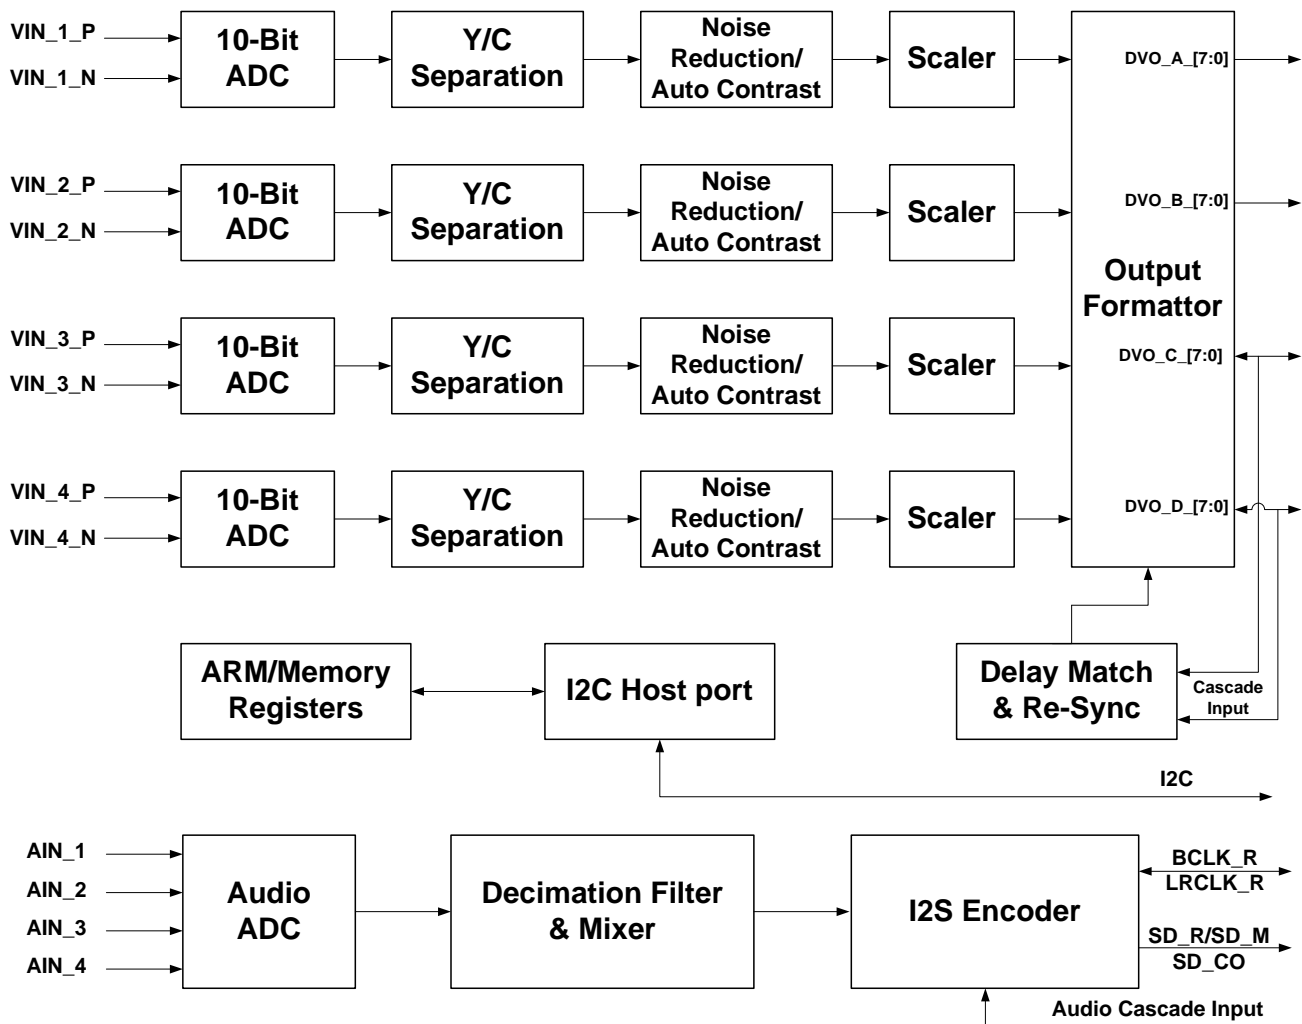 VIN_1_P
VIN_1_N
10-Bit
ADC
Y/C
Separation
Noise
Reduction/
Auto Contrast
Scaler
DVO_A_[7:0]
VIN_2_P
VIN_2_N
10-Bit
ADC
Y/C
Separation
Noise
Reduction/
Auto Contrast
Scaler
DVO_B_[7:0]
Output
Formattor
VIN_3_P
VIN_3_N
10-Bit
ADC
Y/C
Separation
Noise
Reduction/
Auto Contrast
Scaler
DVO_C_[7:0]
VIN_4_P
VIN_4_N
10-Bit
ADC
Y/C
Separation
Noise
Reduction/
Auto Contrast
Scaler
DVO_D_[7:0]
ARM/Memory
Registers
I2C Host port
Delay Match
& Re-Sync
Cascade
Input
I2C
AIN_1
AIN_2
AIN_3
AIN_4
Audio
ADC
Decimation Filter
& Mixer
I2S Encoder
BCLK_R
LRCLK_R
SD_R/SD_M
SD_CO
Audio Cascade Input